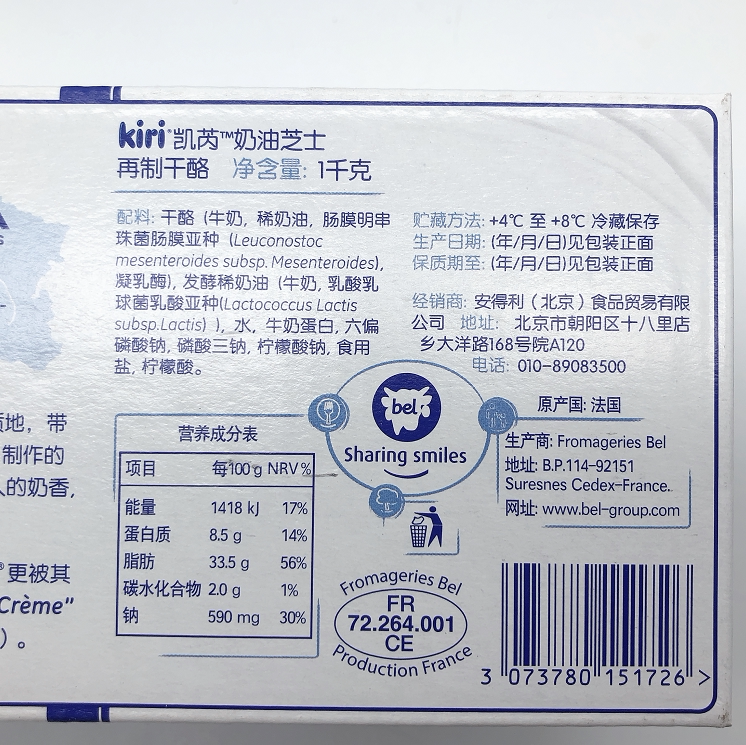 kiri®凯芮™奶油芝士
再制干酪 净含量: 1千克
配料: 干酪 (牛奶, 稀奶油, 肠膜明串
珠菌肠膜亚种 (Leuconostoc
mesenteroides subsp. Mesenteroides),
凝乳酶), 发酵稀奶油 (牛奶, 乳酸乳
球菌乳酸亚种(Lactococcus Lactis
subsp.Lactis) ), 水, 牛奶蛋白, 六偏
磷酸钠, 磷酸三钠, 柠檬酸钠, 食用
盐, 柠檬酸。
贮藏方法: +4℃ 至 +8℃ 冷藏保存
生产日期: (年/月/日)见包装正面
保质期至: (年/月/日)见包装正面
经销商: 安得利（北京）食品贸易有限
公司 地址: 北京市朝阳区十八里店
乡大洋路168号院A120
电话: 010-89083500
地, 带
制作的
的奶香,
®更被其
Crème"
) 。
营养成分表
项目 每100g NRV%
能量 1418 kJ 17%
蛋白质 8.5 g 14%
脂肪 33.5 g 56%
碳水化合物 2.0 g 1%
钠 590 mg 30%
bel
Sharing smiles
原产国: 法国
生产商: Fromageries Bel
地址: B.P.114-92151
Suresnes Cedex-France.
网址: www.bel-group.com
Fromageries Bel
FR
72.264.001
CE
Production France
3 073780 151726 >